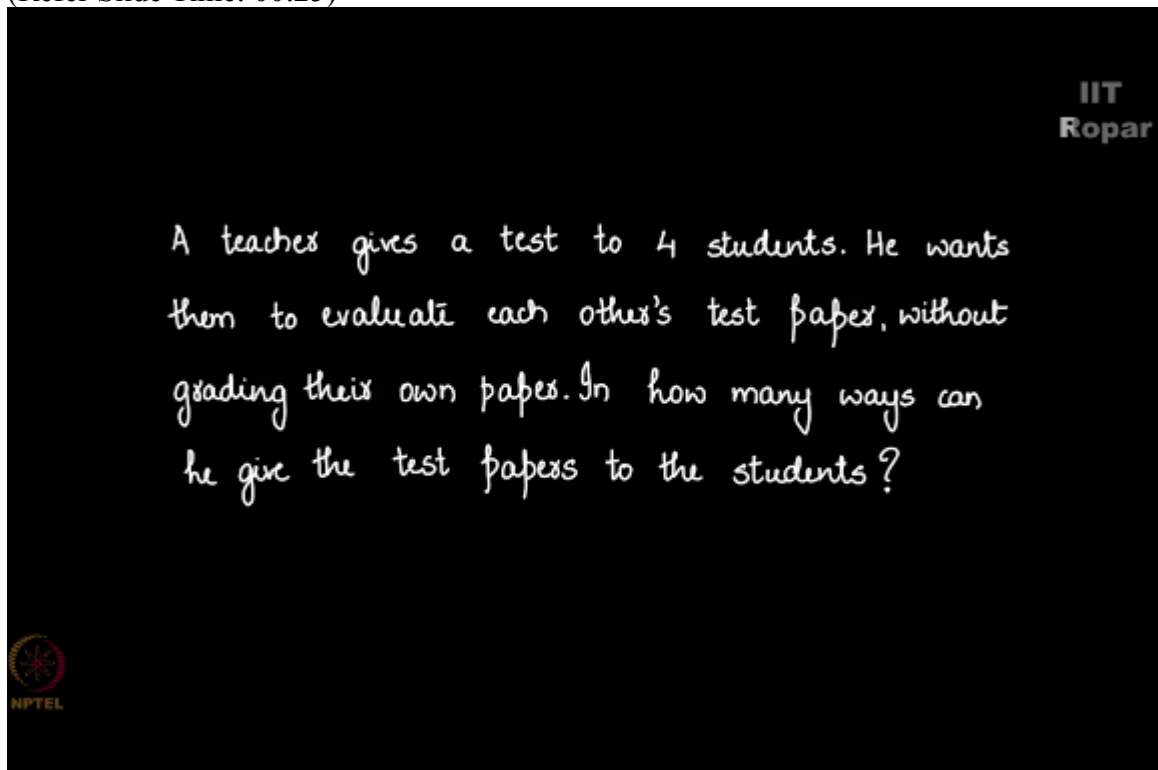 (Refer Slide Time: 00:25)
IIT
Ropar
A teacher gives a test to 4 students. He wants
them to evaluate each other's test paper, without
grading their own paper. In how many ways can
he give the test papers to the students?
NPTEL